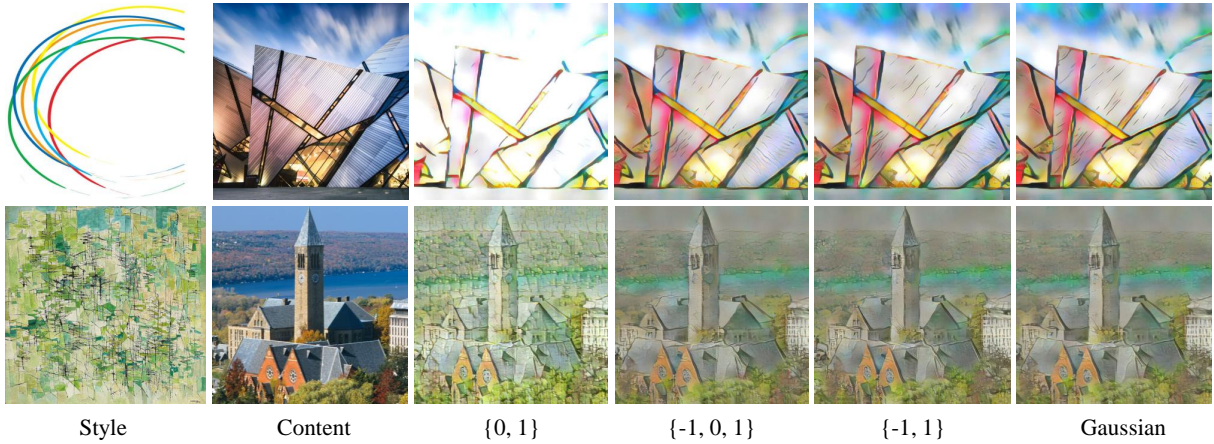 Style Content {0, 1} {-1, 0, 1} {-1, 1} Gaussian